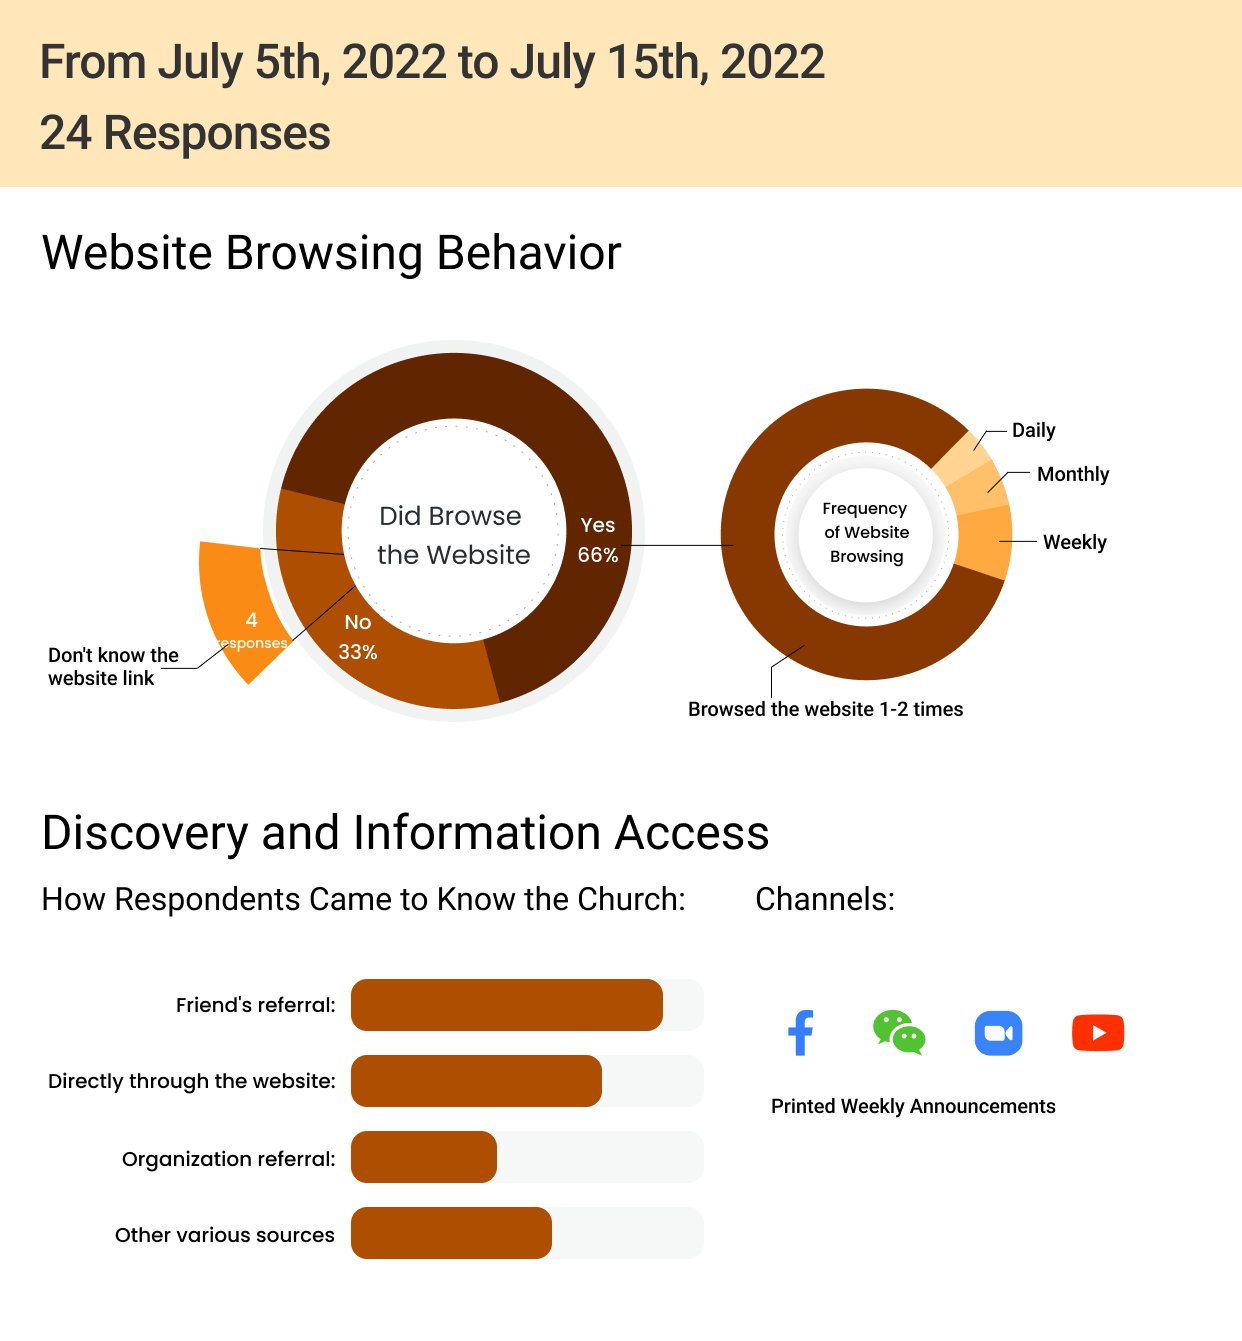 From July 5th, 2022 to July 15th, 2022
24 Responses
Website Browsing Behavior
Did Browse
the Website
Yes
66%
No
33%
4
responses
Don't know the
website link
Frequency
of Website
Browsing
Daily
Monthly
Weekly
Browsed the website 1-2 times
Discovery and Information Access
How Respondents Came to Know the Church:
Friend's referral:
Directly through the website:
Organization referral:
Other various sources
Channels:
Printed Weekly Announcements